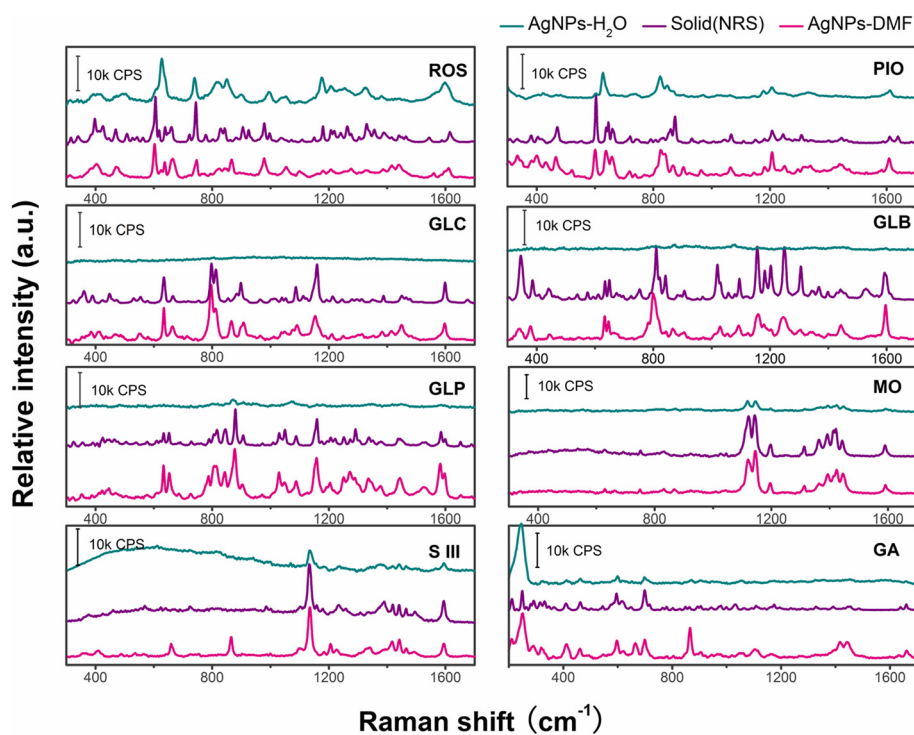 AgNPs-H₂O Solid(NRS) AgNPs-DMF
10k CPS ROS
10k CPS PIO
400 800 1200 1600
400 800 1200 1600
10k CPS GLC
10k CPS GLB
400 800 1200 1600
400 800 1200 1600
10k CPS GLP
10k CPS MO
400 800 1200 1600
400 800 1200 1600
10k CPS S III
10k CPS GA
400 800 1200 1600
400 800 1200 1600
Relative intensity (a.u.)
Raman shift (cm⁻¹)